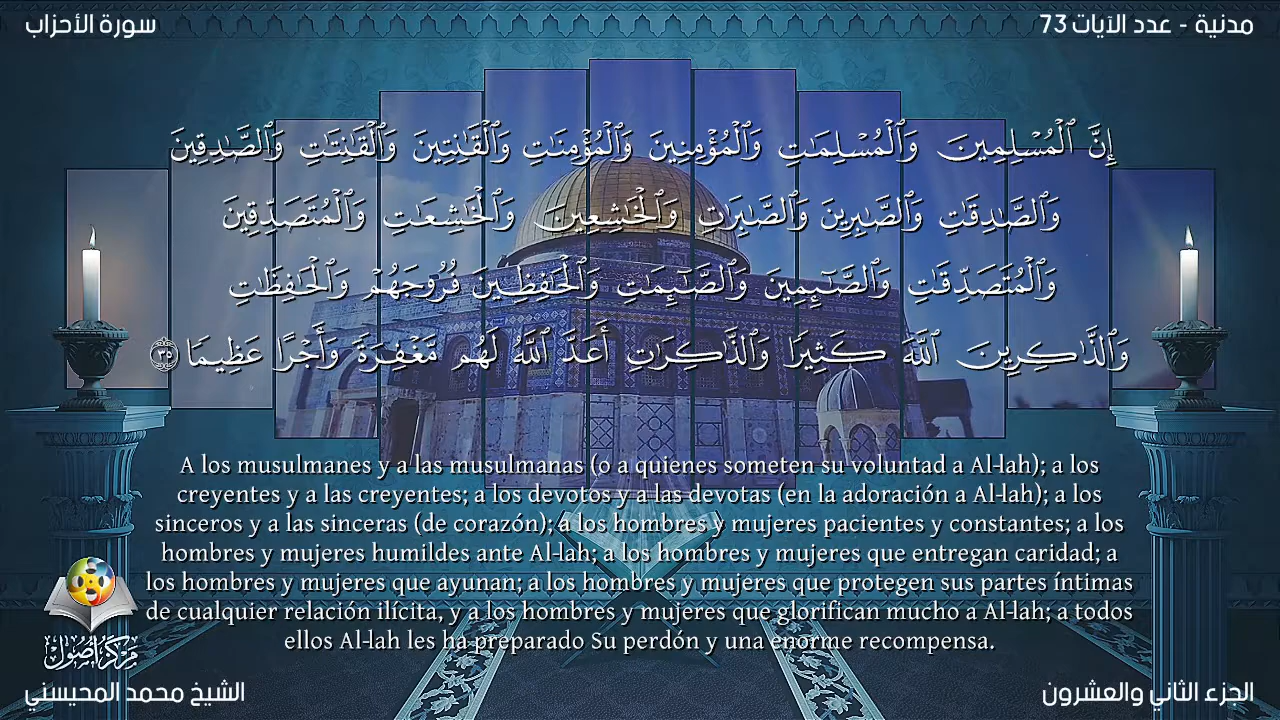 مدنية - عدد الآيات 73
سورة الأحزاب
إِنَّ ٱلْمُسْلِمِينَ وَٱلْمُسْلِمَٰتِ وَٱلْمُؤْمِنِينَ وَٱلْمُؤْمِنَٰتِ وَٱلْقَٰنِتِينَ وَٱلْقَٰنِتَٰتِ وَٱلصَّٰدِقِينَ
وَٱلصَّٰدِقَٰتِ وَٱلصَّٰبِرِينَ وَٱلصَّٰبِرَٰتِ وَٱلْخَٰشِعِينَ وَٱلْخَٰشِعَٰتِ وَٱلْمُتَصَدِّقِينَ
وَٱلْمُتَصَدِّقَٰتِ وَٱلصَّٰٓئِمِينَ وَٱلصَّٰٓئِمَٰتِ وَٱلْحَٰفِظِينَ فُرُوجَهُمْ وَٱلْحَٰفِظَٰتِ
وَٱلذَّٰكِرِينَ ٱللَّهَ كَثِيرًا وَٱلذَّٰكِرَٰتِ أَعَدَّ ٱللَّهُ لَهُم مَّغْفِرَةً وَأَجْرًا عَظِيمًا ٣٥
A los musulmanes y a las musulmanas (o a quienes someten su voluntad a Al-lah); a los
creyentes y a las creyentes; a los devotos y a las devotas (en la adoración a Al-lah); a los
sinceros y a las sinceras (de corazón); a los hombres y mujeres pacientes y constantes; a los
hombres y mujeres humildes ante Al-lah; a los hombres y mujeres que entregan caridad; a
los hombres y mujeres que ayunan; a los hombres y mujeres que protegen sus partes íntimas
de cualquier relación ilícita, y a los hombres y mujeres que glorifican mucho a Al-lah; a todos
ellos Al-lah les ha preparado Su perdón y una enorme recompensa.
مركز أصول
الجزء الثاني والعشرون
الشيخ محمد المحيسني